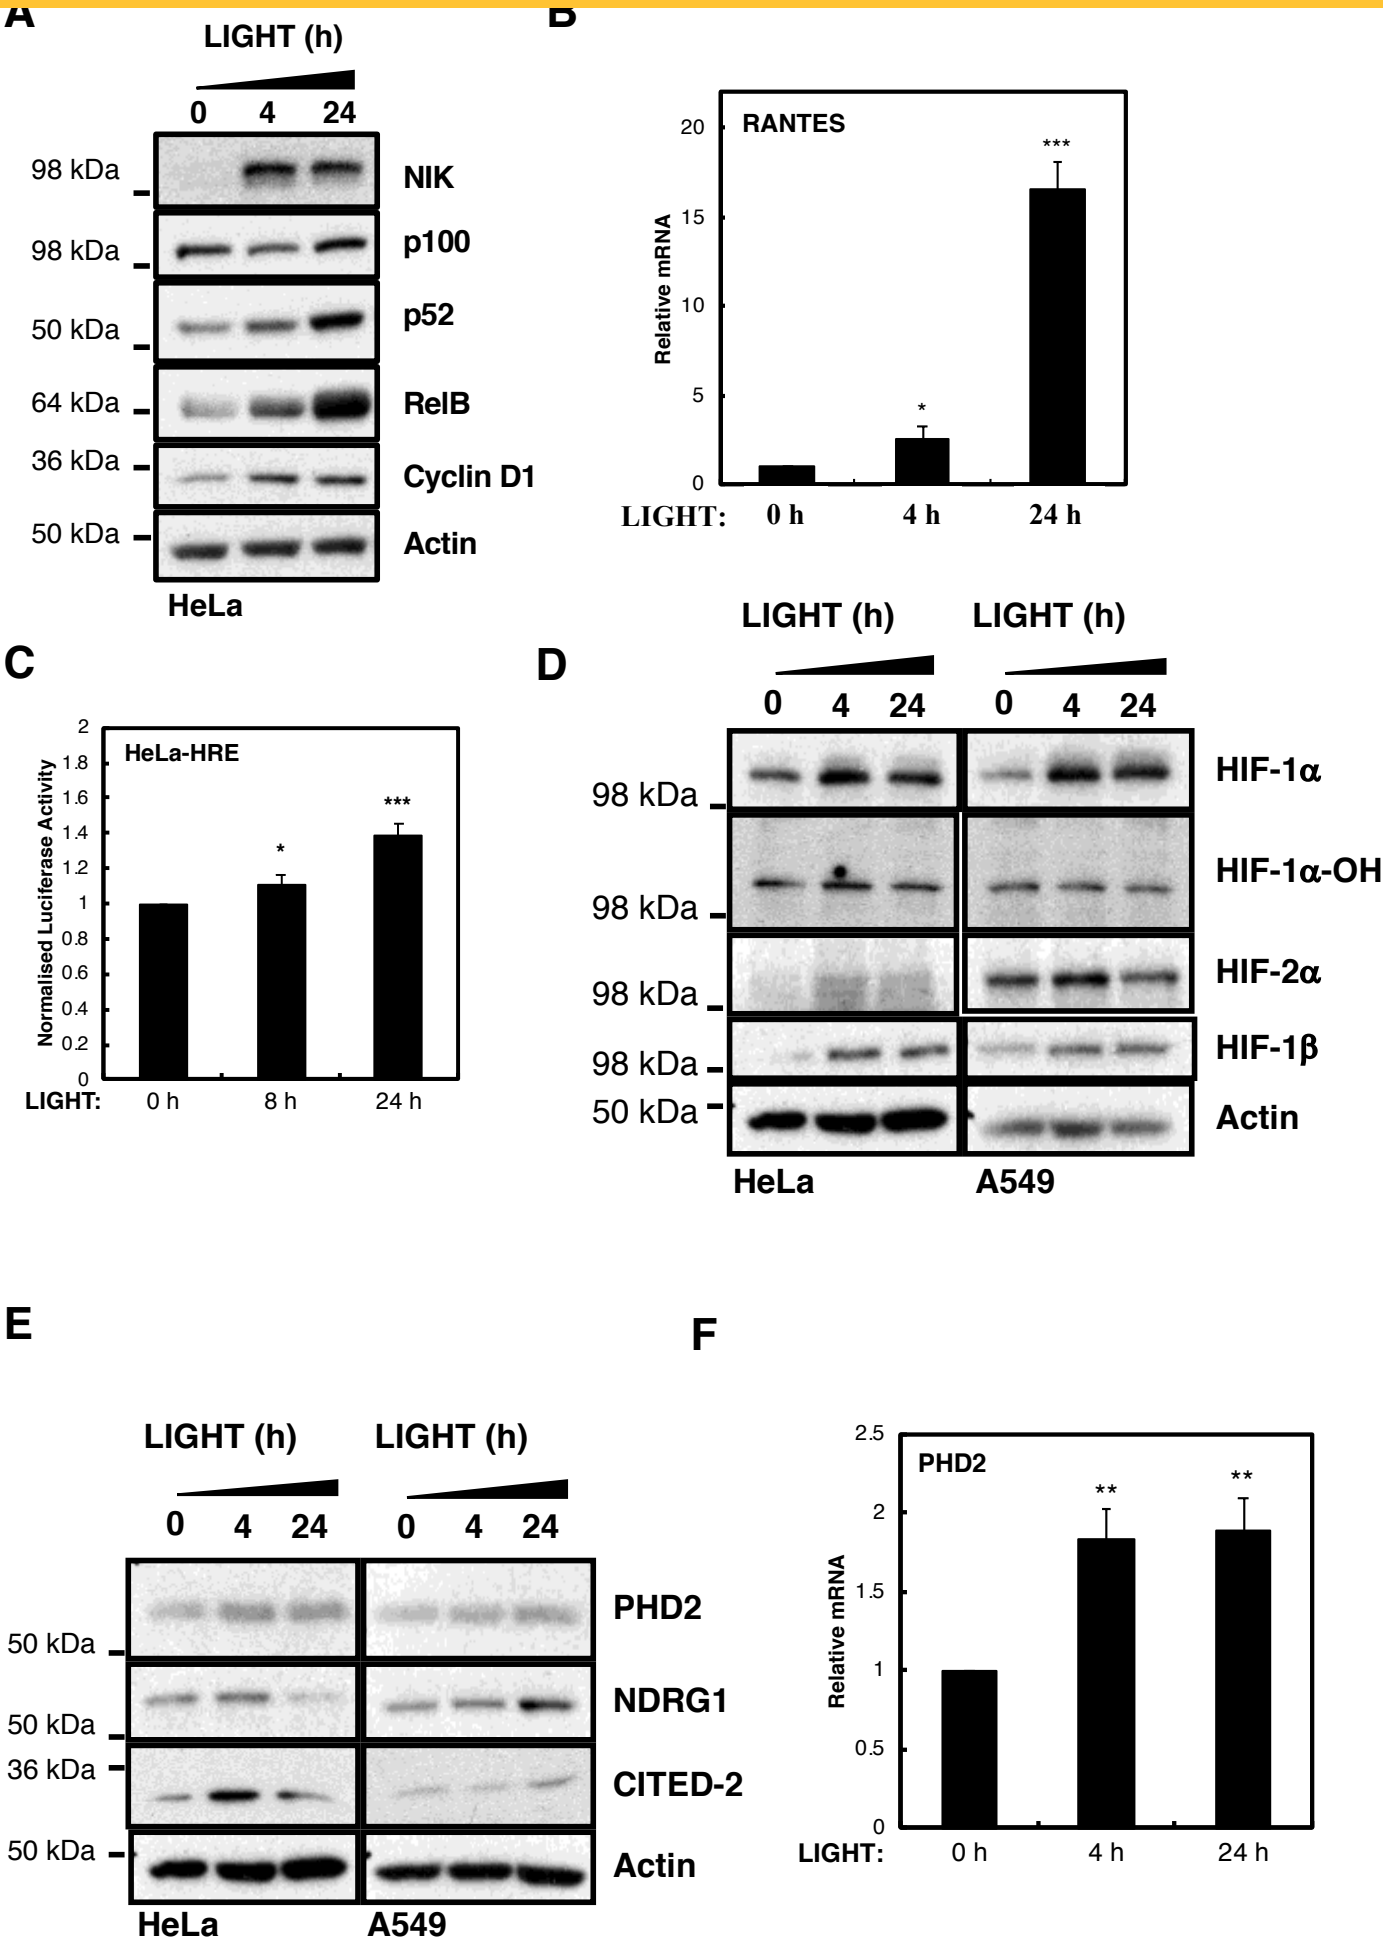 A
LIGHT (h)
0 4 24
98 kDa
NIK
98 kDa
p100
50 kDa
p52
64 kDa
RelB
36 kDa
Cyclin D1
50 kDa
Actin
HeLa
B
RANTES
20
15
10
5
0
Relative mRNA
*
***
LIGHT: 0 h 4 h 24 h
C
HeLa-HRE
2
1.8
1.6
1.4
1.2
1
0.8
0.6
0.4
0.2
0
Normalised Luciferase Activity
*
***
LIGHT: 0 h 8 h 24 h
D
LIGHT (h) LIGHT (h)
0 4 24 0 4 24
98 kDa
HIF-1α
98 kDa
HIF-1α-OH
98 kDa
HIF-2α
98 kDa
HIF-1β
50 kDa
Actin
HeLa A549
E
LIGHT (h) LIGHT (h)
0 4 24 0 4 24
50 kDa
PHD2
50 kDa
NDRG1
36 kDa
CITED-2
50 kDa
Actin
HeLa A549
F
PHD2
2.5
2
1.5
1
0.5
0
Relative mRNA
**
**
LIGHT: 0 h 4 h 24 h